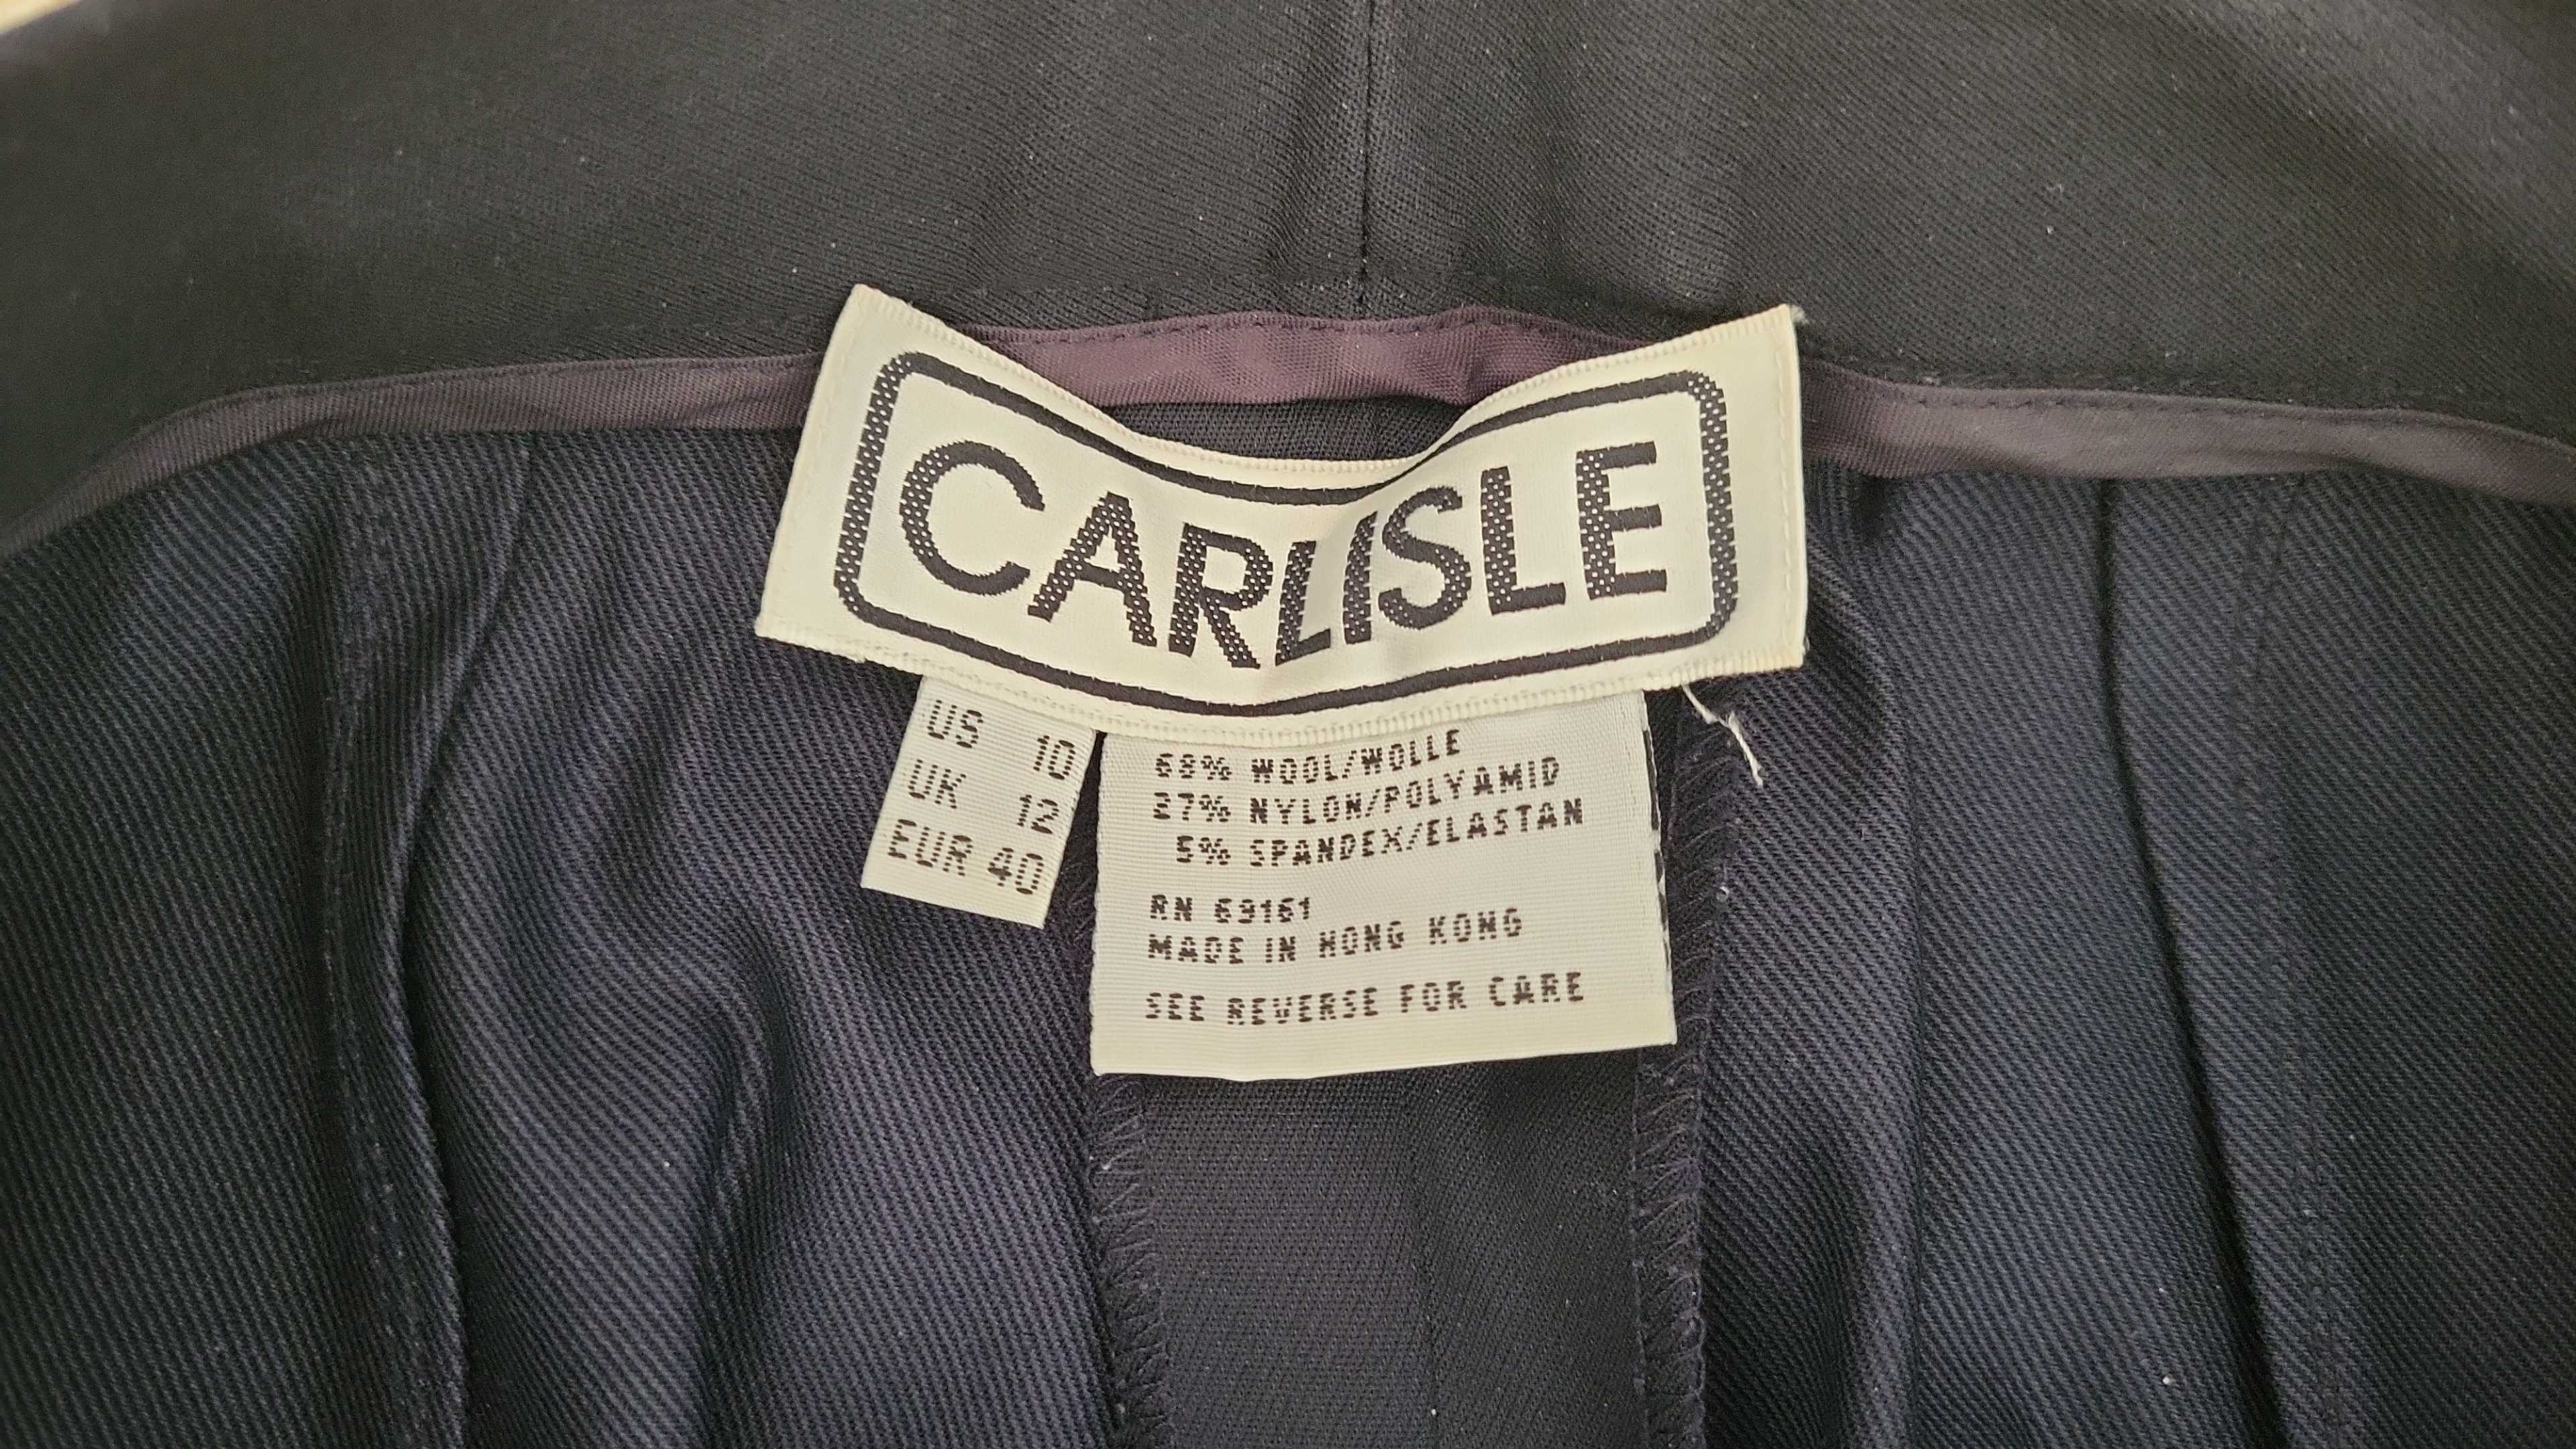 CARLISLE
US 10
UK 12
EUR 40
68% WOOL/WOLLE
27% NYLON/POLYAMID
5% SPANDEX/ELASTAN
RN 69161
MADE IN HONG KONG
SEE REVERSE FOR CARE